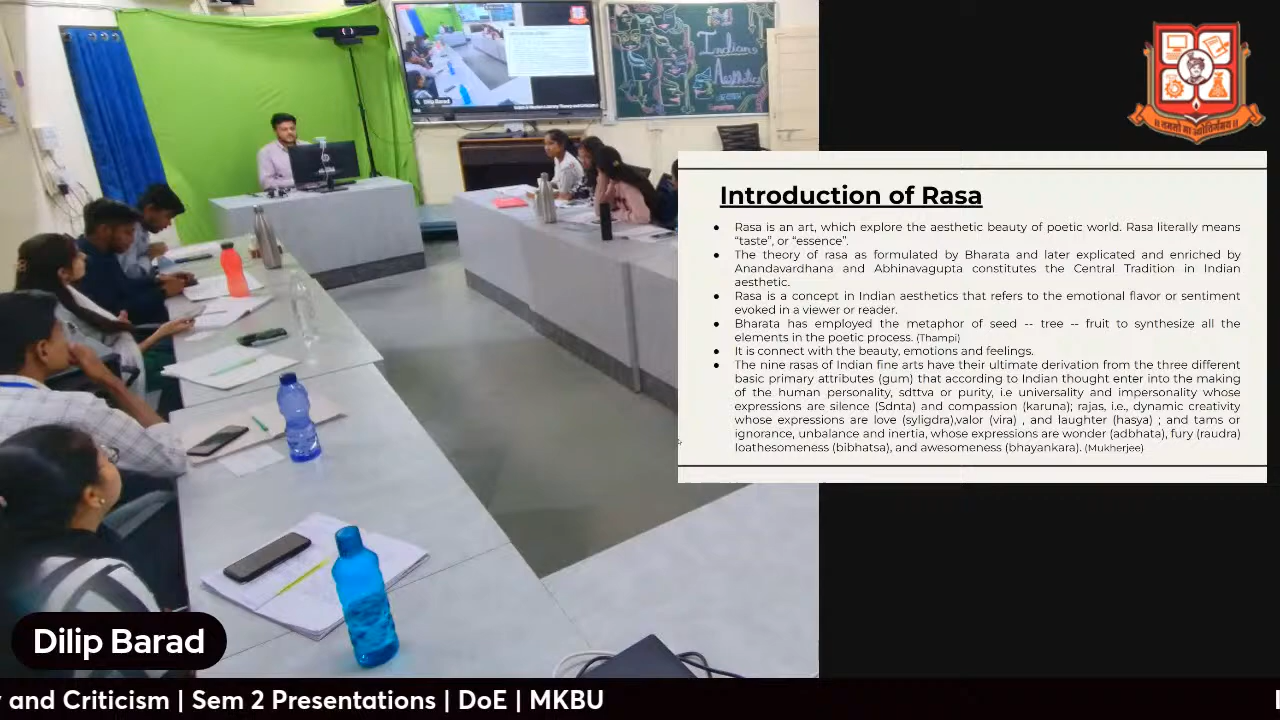 Indian
Aesthetics
Dilip Barad
॥ तमसो मा ज्योतिर्गमय ॥
Introduction of Rasa
● Rasa is an art, which explore the aesthetic beauty of poetic world. Rasa literally means
“taste”, or “essence”.
● The theory of rasa as formulated by Bharata and later explicated and enriched by
Anandavardhana and Abhinavagupta constitutes the Central Tradition in Indian
aesthetic.
● Rasa is a concept in Indian aesthetics that refers to the emotional flavor or sentiment
evoked in a viewer or reader.
● Bharata has employed the metaphor of seed -- tree -- fruit to synthesize all the
elements in the poetic process. (Thampi)
● It is connect with the beauty, emotions and feelings.
● The nine rasas of Indian fine arts have their ultimate derivation from the three different
basic primary attributes (gum) that according to Indian thought enter into the making
of the human personality, sdttva or purity, i.e universality and impersonality whose
expressions are silence (Sdnta) and compassion (karuna); rajas, i.e., dynamic creativity
whose expressions are love (syligdra),valor (vira) , and laughter (hasya) ; and tams or
ignorance, unbalance and inertia, whose expressions are wonder (adbhata), fury (raudra)
loathesomeness (bibhatsa), and awesomeness (bhayankara). (Mukherjee)
Dilip Barad
and Criticism | Sem 2 Presentations | DoE | MKBU